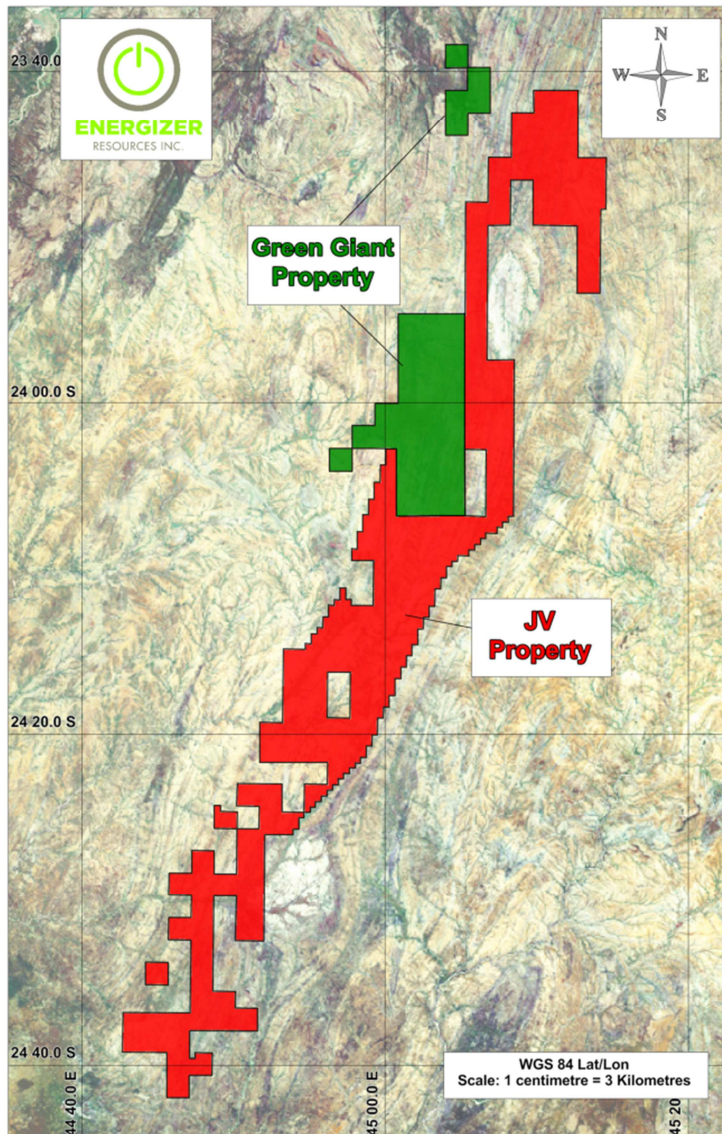 23 40.0 S
ENERGIZER
RESOURCES INC.
N
W E
S
Green Giant
Property
24 00.0 S
JV
Property
24 20.0 S
24 40.0 S
WGS 84 Lat/Lon
Scale: 1 centimetre = 3 Kilometres
44 40.0 E
45 00.0 E
45 20